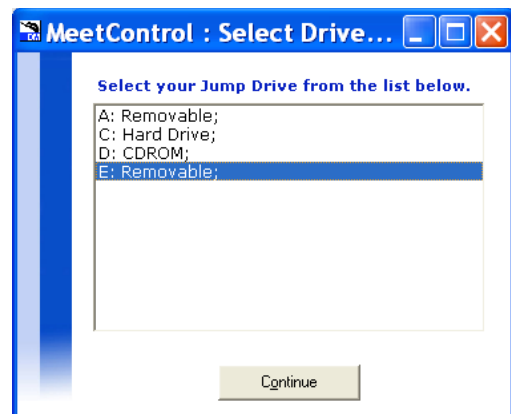 MeetControl : Select Drive...
Select your Jump Drive from the list below.
A: Removable;
C: Hard Drive;
D: CDROM;
E: Removable;
Continue